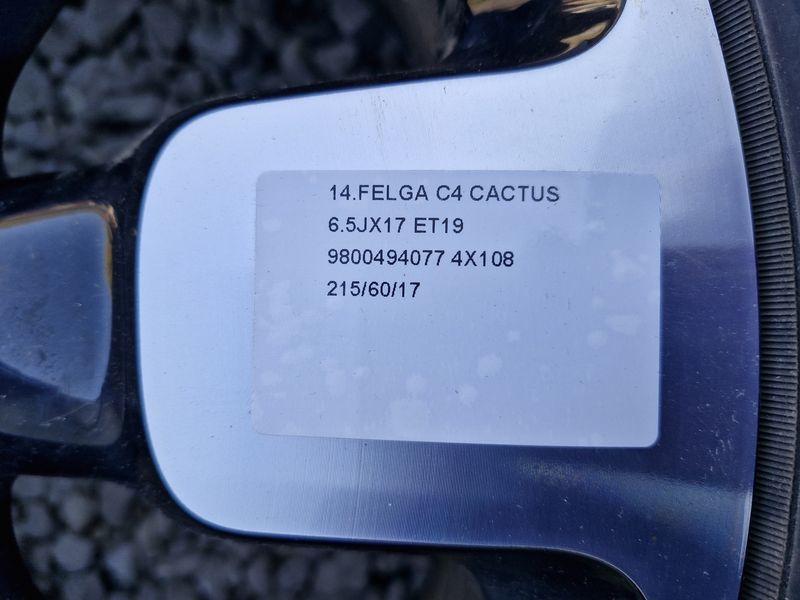 14.FELGA C4 CACTUS
6.5JX17 ET19
9800494077 4X108
215/60/17